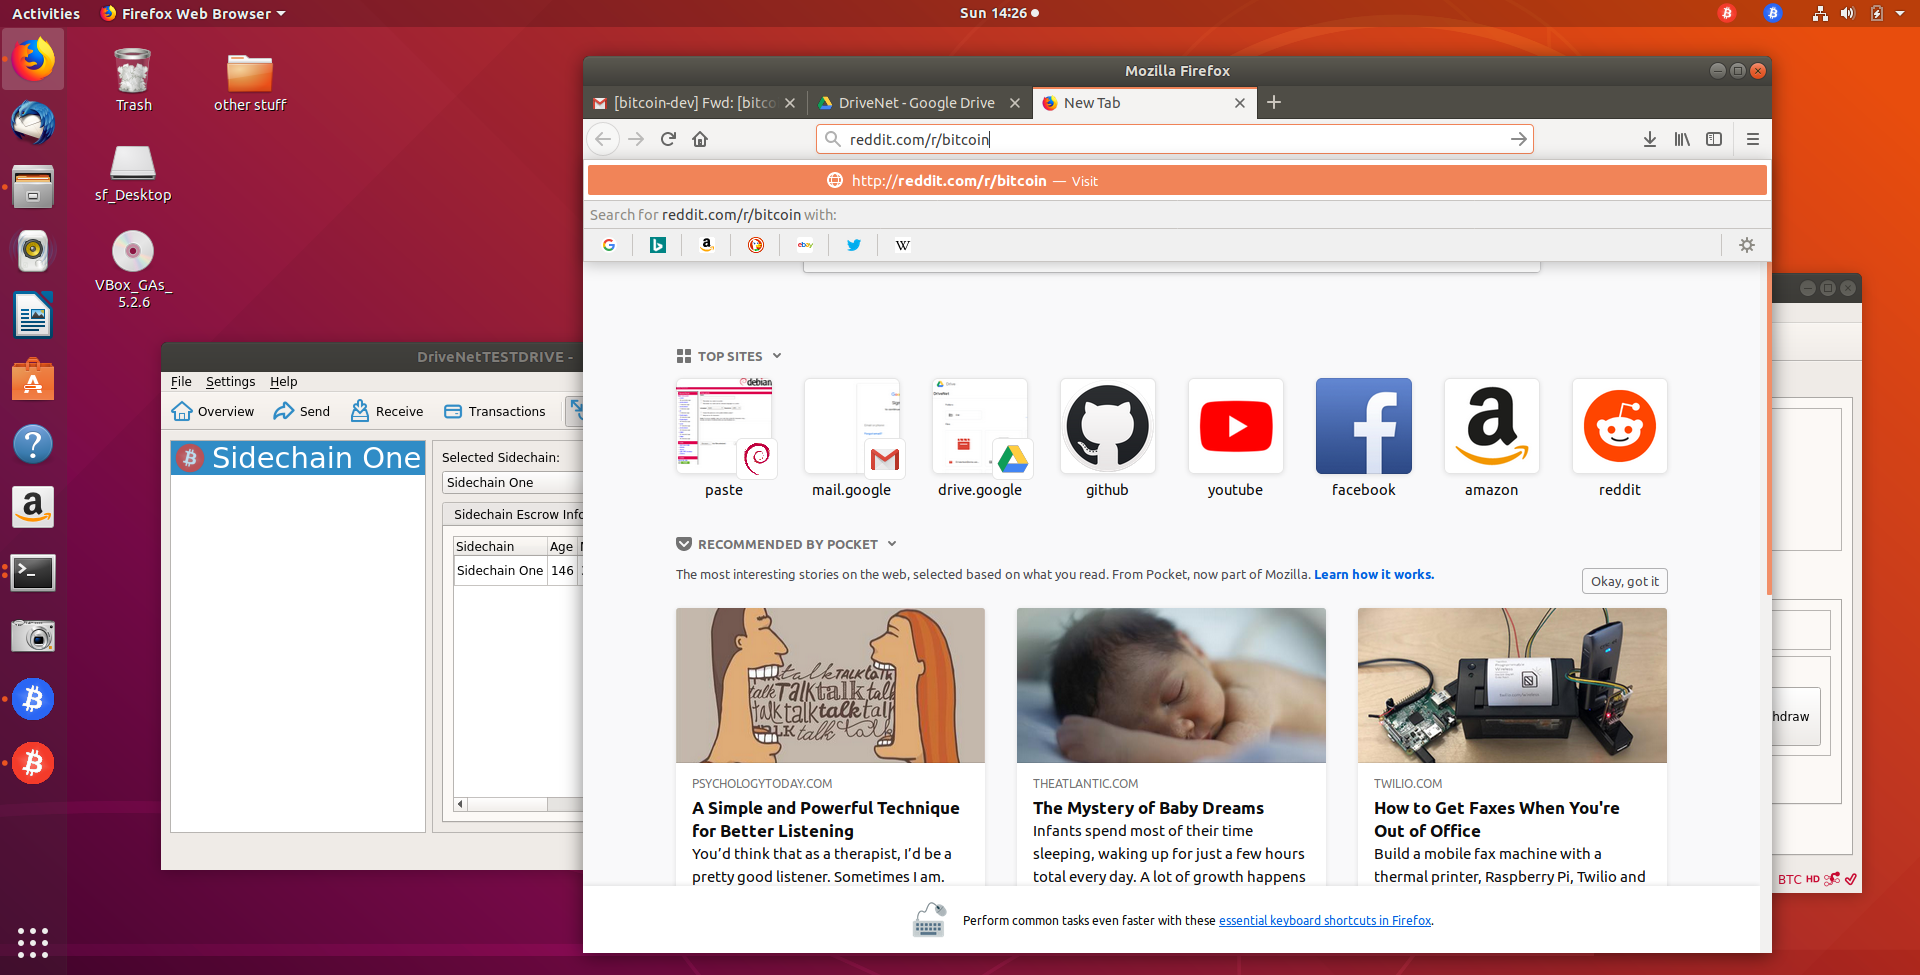 Activities
Firefox Web Browser
Sun 14:26
Trash
other stuff
sf_Desktop
VBox_GAs_
5.2.6
DriveNetTESTDRIVE -
File Settings Help
Overview Send Receive Transactions
Sidechain One
Selected Sidechain:
Sidechain One
Sidechain Escrow Info
Sidechain Age
Sidechain One 146
Mozilla Firefox
[bitcoin-dev] Fwd: [bitco
DriveNet - Google Drive
New Tab
reddit.com/r/bitcoin
http://reddit.com/r/bitcoin — Visit
Search for reddit.com/r/bitcoin with:
ebay
W
TOP SITES
debian
paste
mail.google
drive.google
github
youtube
facebook
amazon
reddit
RECOMMENDED BY POCKET
The most interesting stories on the web, selected based on what you read. From Pocket, now part of Mozilla. Learn how it works.
Okay, got it
PSYCHOLOGYTODAY.COM
A Simple and Powerful Technique
for Better Listening
You’d think that as a therapist, I’d be a
pretty good listener. Sometimes I am.
THEATLANTIC.COM
The Mystery of Baby Dreams
Infants spend most of their time
sleeping, waking up for just a few hours
total every day. A lot of growth happens
TWILIO.COM
How to Get Faxes When You're
Out of Office
Build a mobile fax machine with a
thermal printer, Raspberry Pi, Twilio and
Perform common tasks even faster with these essential keyboard shortcuts in Firefox.
hdraw
BTC HD